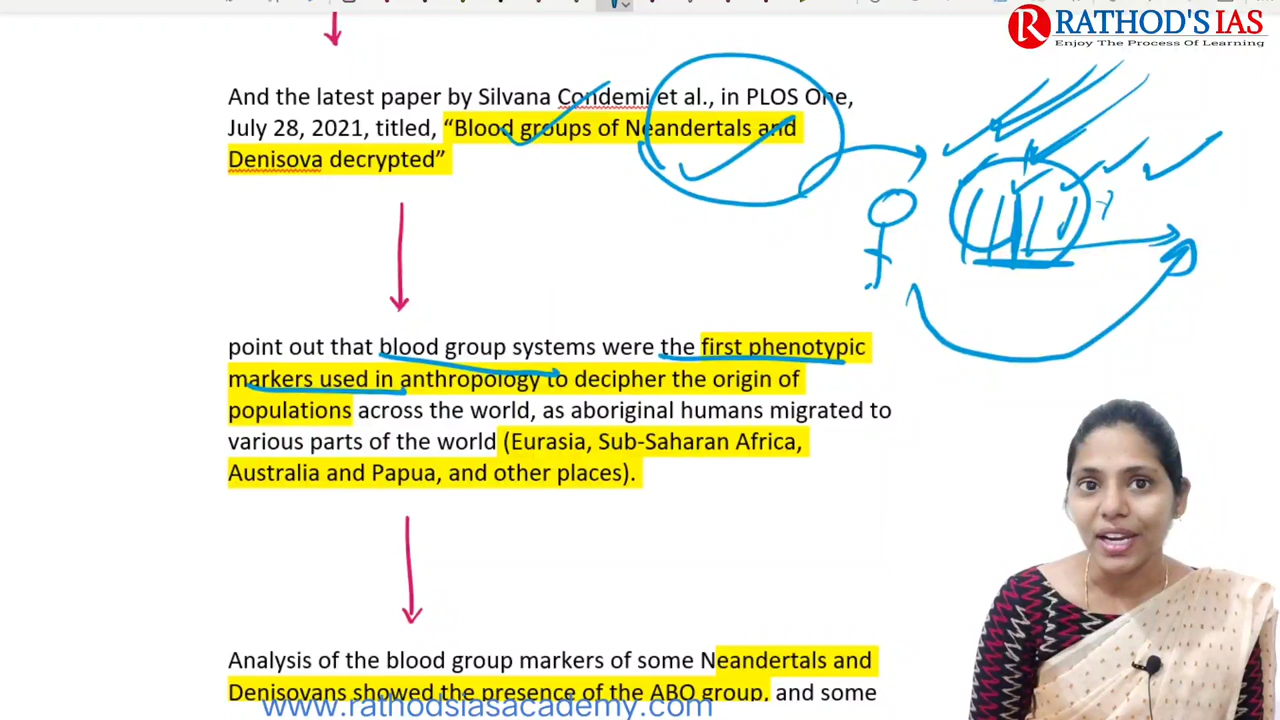 RATHOD'S IAS
Enjoy The Process Of Learning
And the latest paper by Silvana Condemi et al., in PLOS One,
July 28, 2021, titled, “Blood groups of Neandertals and
Denisova decrypted”
point out that blood group systems were the first phenotypic
markers used in anthropology to decipher the origin of
populations across the world, as aboriginal humans migrated to
various parts of the world (Eurasia, Sub-Saharan Africa,
Australia and Papua, and other places).
Analysis of the blood group markers of some Neandertals and
Denisovans showed the presence of the ABO group, and some
www.rathodsiasacademy.com